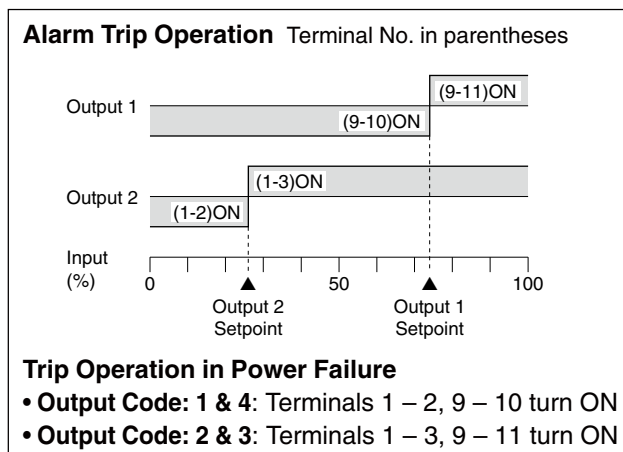 Alarm Trip Operation Terminal No. in parentheses
(9-11)ON
Output 1
(9-10)ON
(1-3)ON
Output 2
(1-2)ON
Input
(%)
0
50
100
Output 2
Setpoint
Output 1
Setpoint
Trip Operation in Power Failure
• Output Code: 1 & 4: Terminals 1 – 2, 9 – 10 turn ON
• Output Code: 2 & 3: Terminals 1 – 3, 9 – 11 turn ON